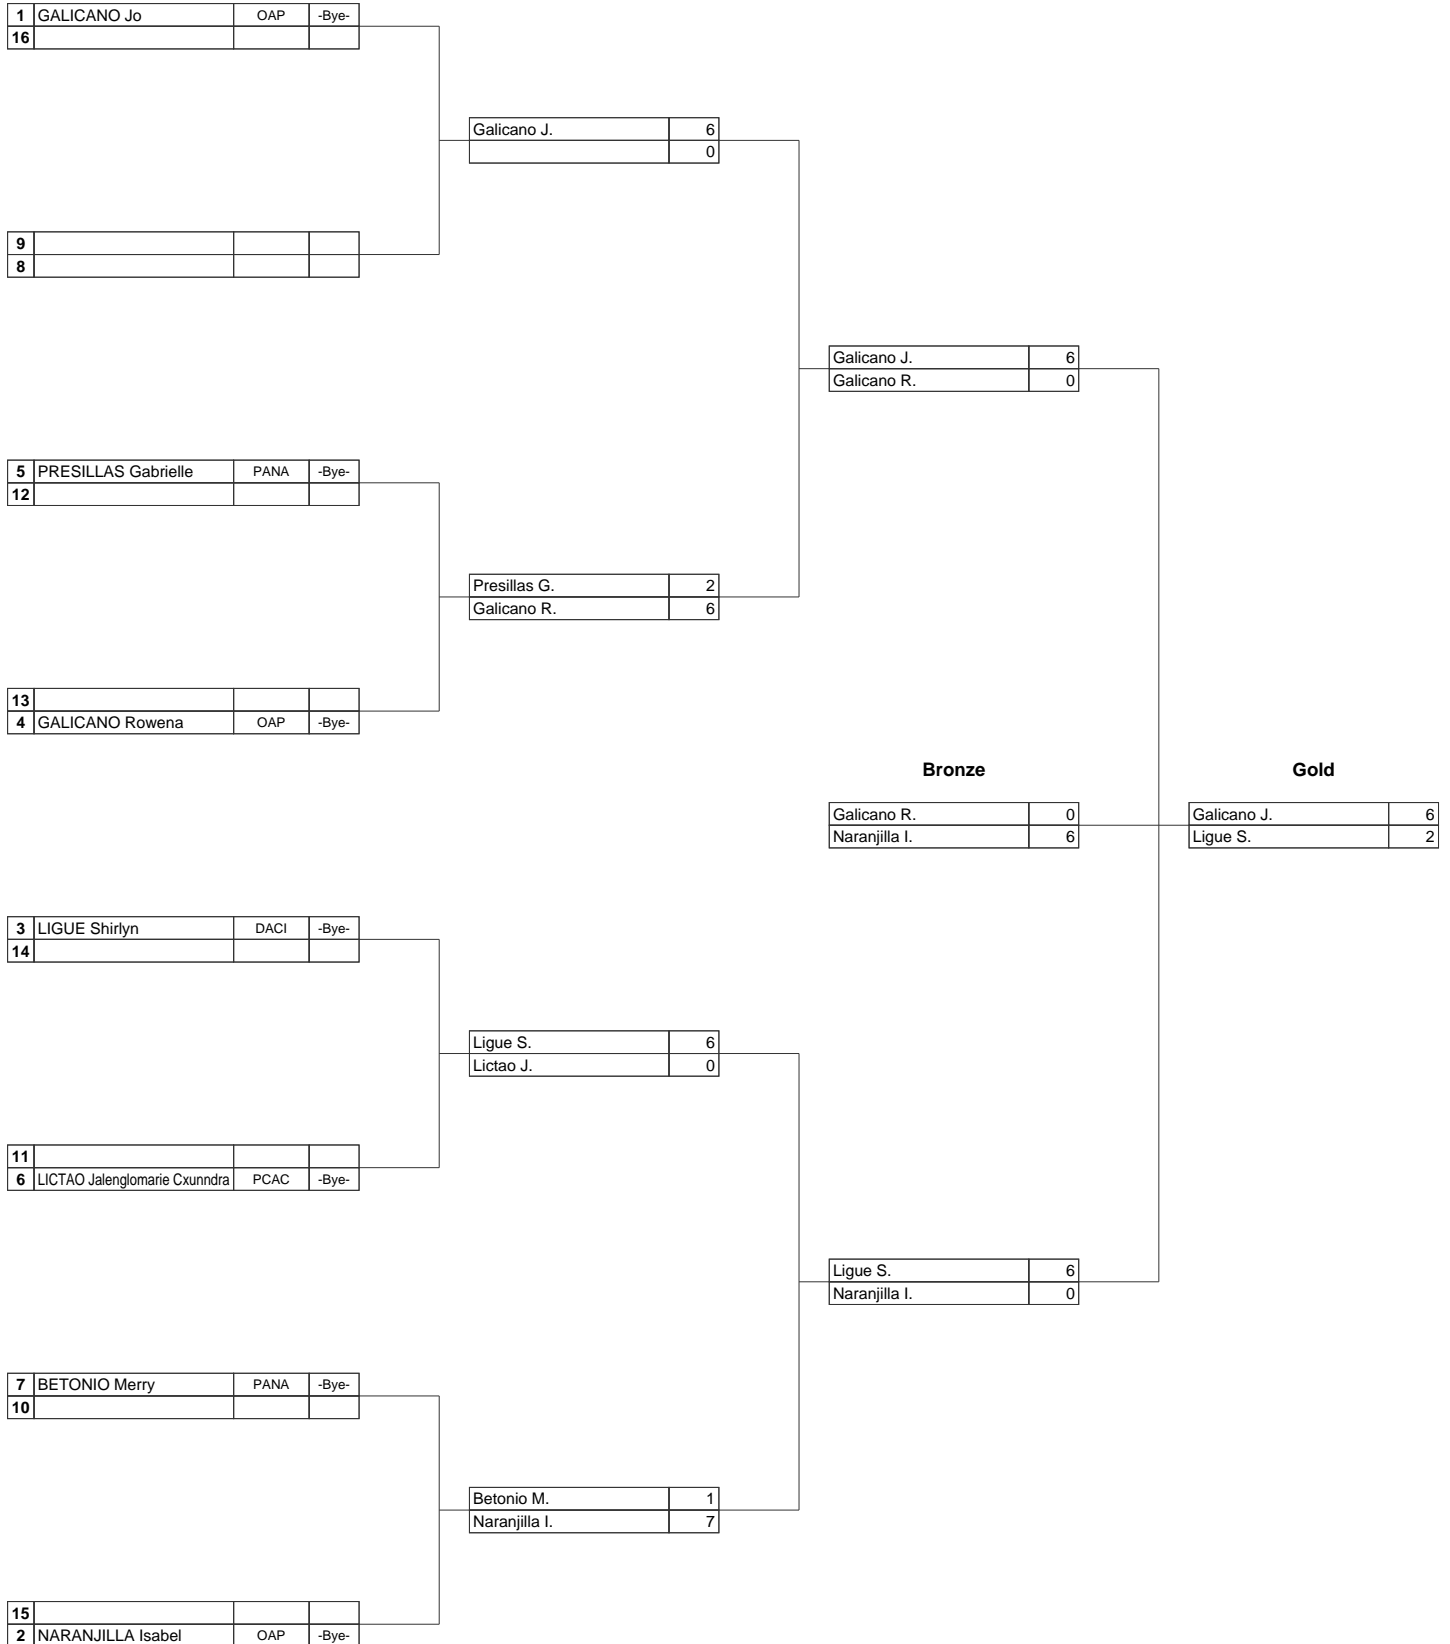 1 GALICANO Jo OAP -Bye-
16
Galicano J. 6
0
9
8
Galicano J. 6
Galicano R. 0
5 PRESILLAS Gabrielle PANA -Bye-
12
Presillas G. 2
Galicano R. 6
13
4 GALICANO Rowena OAP -Bye-
Bronze Gold
Galicano R. 0 Galicano J. 6
Naranjilla I. 6 Ligue S. 2
3 LIGUE Shirlyn DACI -Bye-
14
Ligue S. 6
Lictao J. 0
11
6 LICTAO Jalenglomarie Cxunndra PCAC -Bye-
Ligue S. 6
Naranjilla I. 0
7 BETONIO Merry PANA -Bye-
10
Betonio M. 1
Naranjilla I. 7
15
2 NARANJILLA Isabel OAP -Bye-